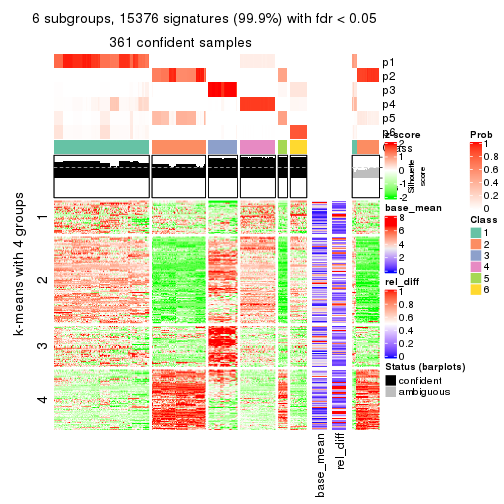 6 subgroups, 15376 signatures (99.9%) with fdr < 0.05
361 confident samples
p1
p2
p3
p4
p5
p6
Class
Silhouette
score
k-means with 4 groups
1
2
3
4
base_mean
rel_diff
z_score
2
1
0
-1
-2
base_mean
8
6
4
2
0
rel_diff
1
0.8
0.6
0.4
0.2
0
Status (barplots)
confident
ambiguous
Prob
1
0.8
0.6
0.4
0.2
0
Class
1
2
3
4
5
6